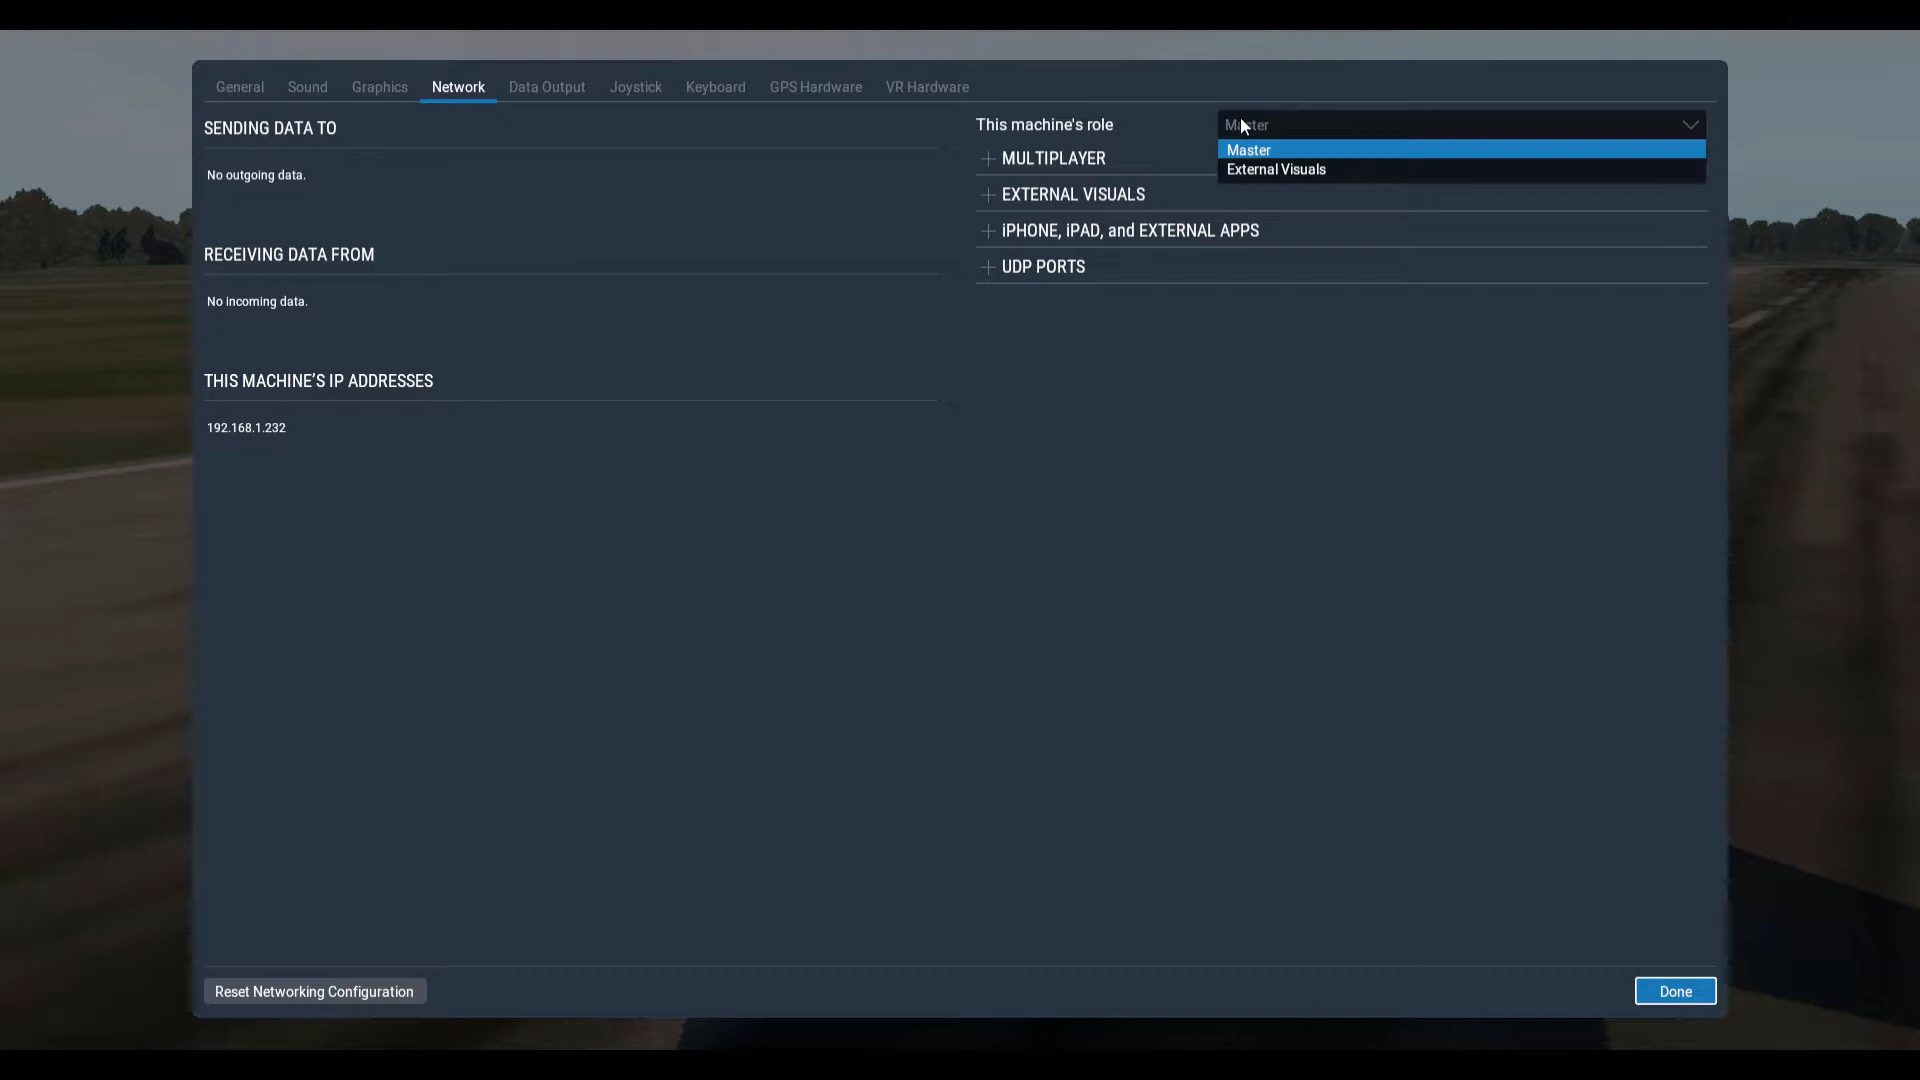 General Sound Graphics Network Data Output Joystick Keyboard GPS Hardware VR Hardware
SENDING DATA TO
No outgoing data.
RECEIVING DATA FROM
No incoming data.
THIS MACHINE’S IP ADDRESSES
192.168.1.232
This machine's role
Master
Master
External Visuals
MULTIPLAYER
EXTERNAL VISUALS
iPHONE, iPAD, and EXTERNAL APPS
UDP PORTS
Reset Networking Configuration
Done